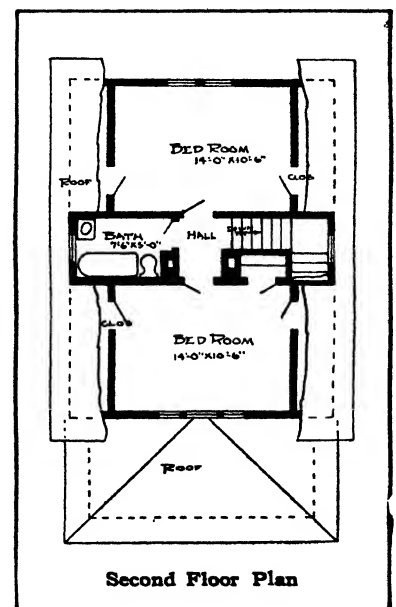 BED ROOM
14'-0"X10'-6"
ROOF
CLOS
BATH
7'6"X5'-0"
HALL
DOWN
CLOS
BED ROOM
14'-0"X10'-6"
ROOF
Second Floor Plan